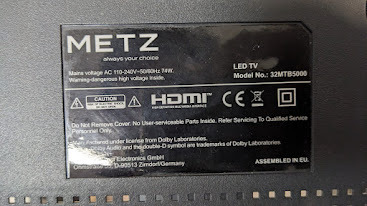 METZ
always your choice
LED TV
Mains voltage AC 110-240V~50/60Hz 74W.
Model No.: 32MTB5000
Warning-dangerous high voltage inside.
CAUTION
HDMI
CE
Do Not Remove Cover. No User-serviceable Parts Inside. Refer Servicing To Qualified Service
Personnel Only.
under license from Dolby Laboratories.
Audio and the double-D symbol are trademarks of Dolby Laboratories.
Electronics GmbH
D-90513 Zirndorf/Germany
ASSEMBLED IN EU.